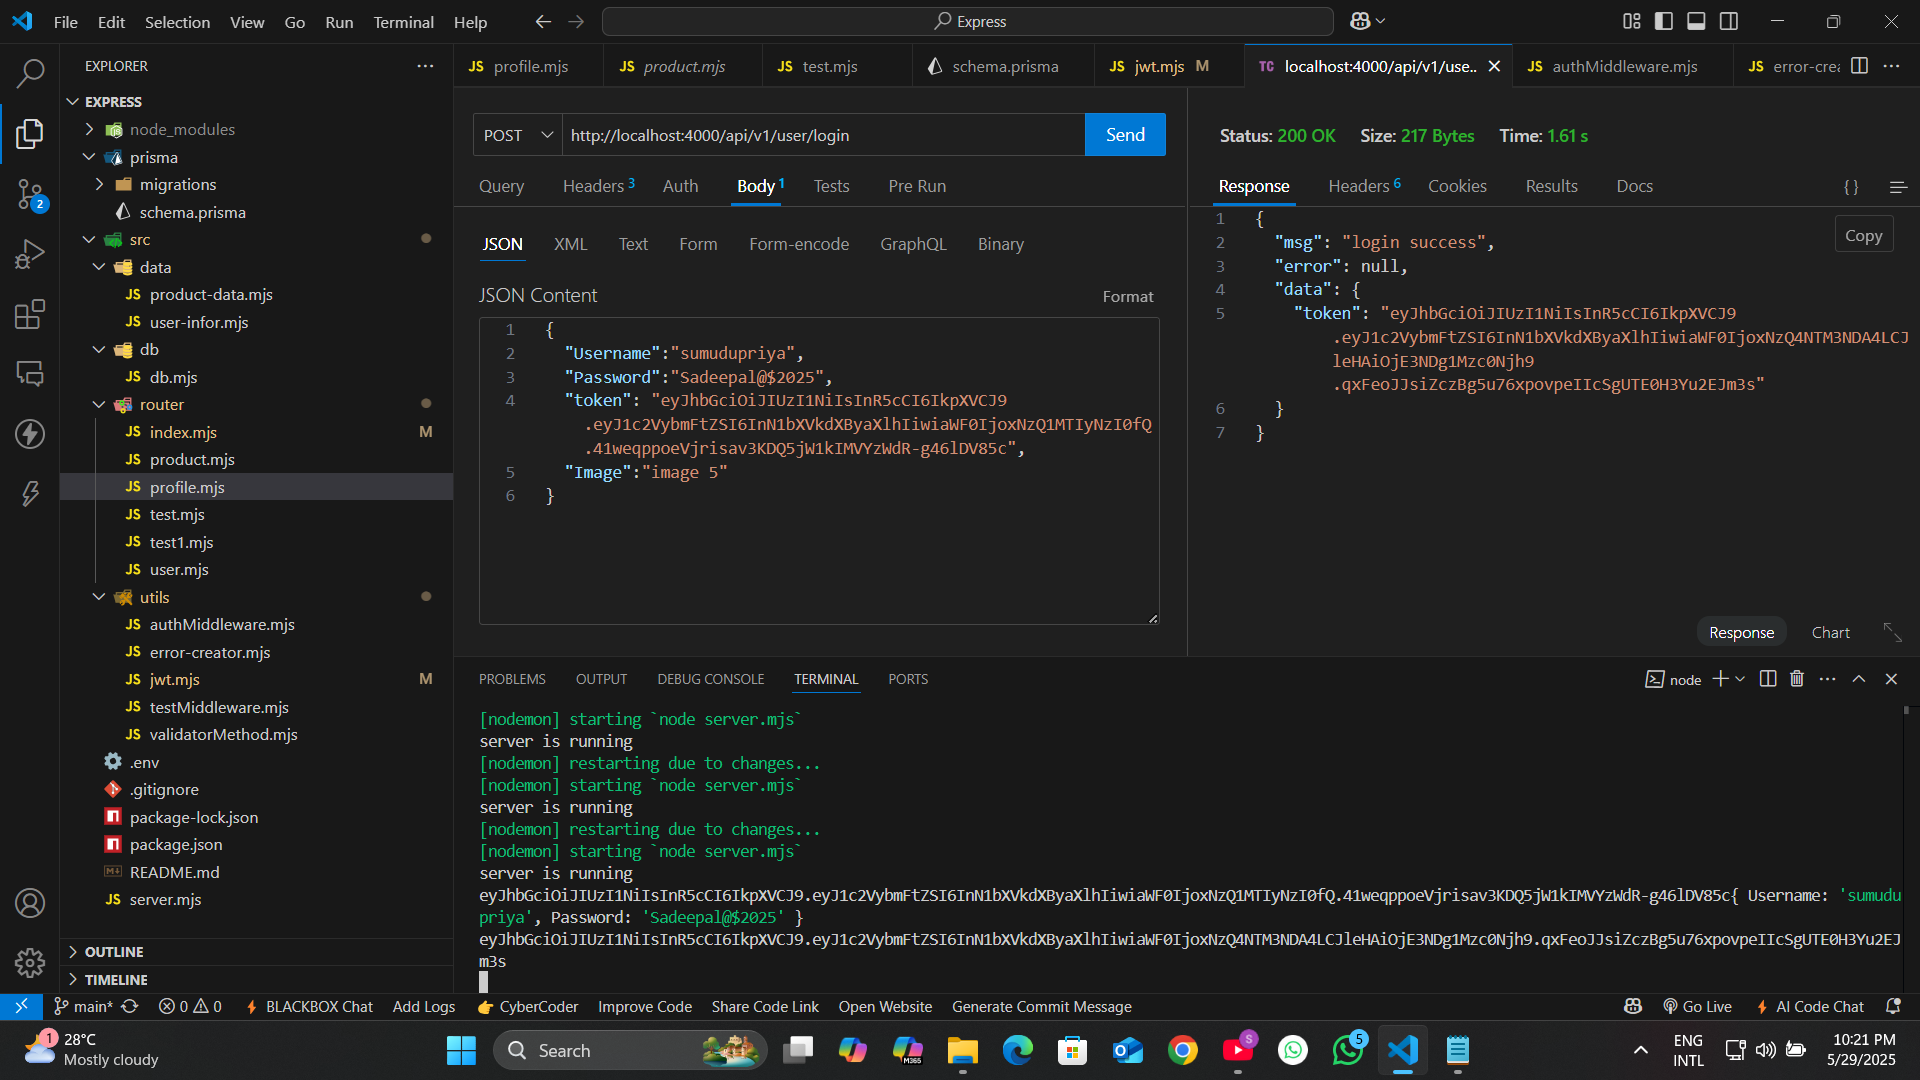 File Edit Selection View Go Run Terminal Help
Express
EXPLORER
JS profile.mjs
JS product.mjs
JS test.mjs
schema.prisma
JS jwt.mjs M
TC localhost:4000/api/v1/use..
JS authMiddleware.mjs
JS error-crea
EXPRESS
node_modules
prisma
migrations
schema.prisma
src
data
JS product-data.mjs
JS user-infor.mjs
db
JS db.mjs
router
JS index.mjs M
JS product.mjs
JS profile.mjs
JS test.mjs
JS test1.mjs
JS user.mjs
utils
JS authMiddleware.mjs
JS error-creator.mjs
JS jwt.mjs M
JS testMiddleware.mjs
JS validatorMethod.mjs
.env
.gitignore
package-lock.json
package.json
README.md
JS server.mjs
OUTLINE
TIMELINE
2
POST http://localhost:4000/api/v1/user/login Send
Query Headers 3 Auth Body 1 Tests Pre Run
JSON XML Text Form Form-encode GraphQL Binary
JSON Content Format
1 {
2 "Username":"sumudupriya",
3 "Password":"Sadeepal@$2025",
4 "token": "eyJhbGciOiJIUzI1NiIsInR5cCI6IkpXVCJ9
.eyJ1c2VybmFtZSI6InN1bXVkdXByaXlhIiwiaWF0IjoxNzQ1MTIyNzI0fQ
.41weqppoeVjrisav3KDQ5jW1kIMVYzWdR-g46lDV85c",
5 "Image":"image 5"
6 }
Status: 200 OK Size: 217 Bytes Time: 1.61 s
Response Headers 6 Cookies Results Docs { }
Copy
1 {
2 "msg": "login success",
3 "error": null,
4 "data": {
5 "token": "eyJhbGciOiJIUzI1NiIsInR5cCI6IkpXVCJ9
.eyJ1c2VybmFtZSI6InN1bXVkdXByaXlhIiwiaWF0IjoxNzQ4NTM3NDA4LCJ
leHAiOjE3NDg1Mzc0Njh9
.qxFeoJJsiZczBg5u76xpovpeIIcSgUTE0H3Yu2EJm3s"
6 }
7 }
Response Chart
PROBLEMS OUTPUT DEBUG CONSOLE TERMINAL PORTS
node
[nodemon] starting `node server.mjs`
server is running
[nodemon] restarting due to changes...
[nodemon] starting `node server.mjs`
server is running
[nodemon] restarting due to changes...
[nodemon] starting `node server.mjs`
server is running
eyJhbGciOiJIUzI1NiIsInR5cCI6IkpXVCJ9.eyJ1c2VybmFtZSI6InN1bXVkdXByaXlhIiwiaWF0IjoxNzQ1MTIyNzI0fQ.41weqppoeVjrisav3KDQ5jW1kIMVYzWdR-g46lDV85c{ Username: 'sumudu
priya', Password: 'Sadeepal@$2025' }
eyJhbGciOiJIUzI1NiIsInR5cCI6IkpXVCJ9.eyJ1c2VybmFtZSI6InN1bXVkdXByaXlhIiwiaWF0IjoxNzQ4NTM3NDA4LCJleHAiOjE3NDg1Mzc0Njh9.qxFeoJJsiZczBg5u76xpovpeIIcSgUTE0H3Yu2EJ
m3s
main* 0 0 BLACKBOX Chat Add Logs CyberCoder Improve Code Share Code Link Open Website Generate Commit Message Go Live AI Code Chat
1 28°C
Mostly cloudy
Search
M365
S
5
ENG
INTL
10:21 PM
5/29/2025